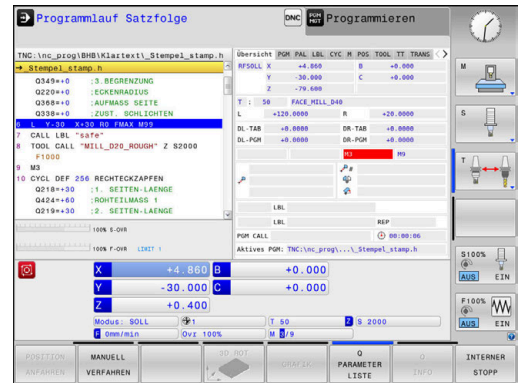 Programmlauf Satzfolge
DNC
PGM MOT
Programmieren
TNC:\nc_prog\BHB\Klartext\_Stempel_stamp.h
→_Stempel_stamp.h
Q349=+0 ;3.BEGRENZUNG
Q220=+0 ;ECKENRADIUS
Q368=+0 ;AUFMASS SEITE
Q338=+0 ;ZUST. SCHLICHTEN
6 L Y-30 X+30 R0 FMAX M99
7 CALL LBL "safe"
8 TOOL CALL "MILL_D20_ROUGH" Z S2000
F1000
9 M3
10 CYCL DEF 256 RECHTECKZAPFEN
Q218=+30 ;1. SEITEN-LAENGE
Q424=+60 ;ROHTEILMASS 1
Q219=+30 ;2. SEITEN-LAENGE
100% S-OVR
100% F-OVR LIMIT 1
Übersicht PGM PAL LBL CYC M POS TOOL TT TRANS
RFSOLL X +4.860 B +0.000
Y -30.000 C +0.000
Z -79.600
T : 50 FACE_MILL_D40
L +120.0000 R +20.0000
DL-TAB +0.0000 DR-TAB +0.0000
DL-PGM +0.0000 DR-PGM +0.0000
M3 M9
LBL
LBL REP
PGM CALL 00:00:06
Aktives PGM: TNC:\nc_prog\...\_Stempel_stamp.h
X +4.860 B +0.000
Y -30.000 C +0.000
Z +0.400
Modus: SOLL 1 T 50 Z S 2000
F 0mm/min Ovr 100% M 3/9
M
S
T
S100%
AUS EIN
F100%
AUS EIN
POSITION ANFAHREN
MANUELL VERFAHREN
3D ROT
GRAFIK
Q PARAMETER LISTE
Q INFO
INTERNER STOPP